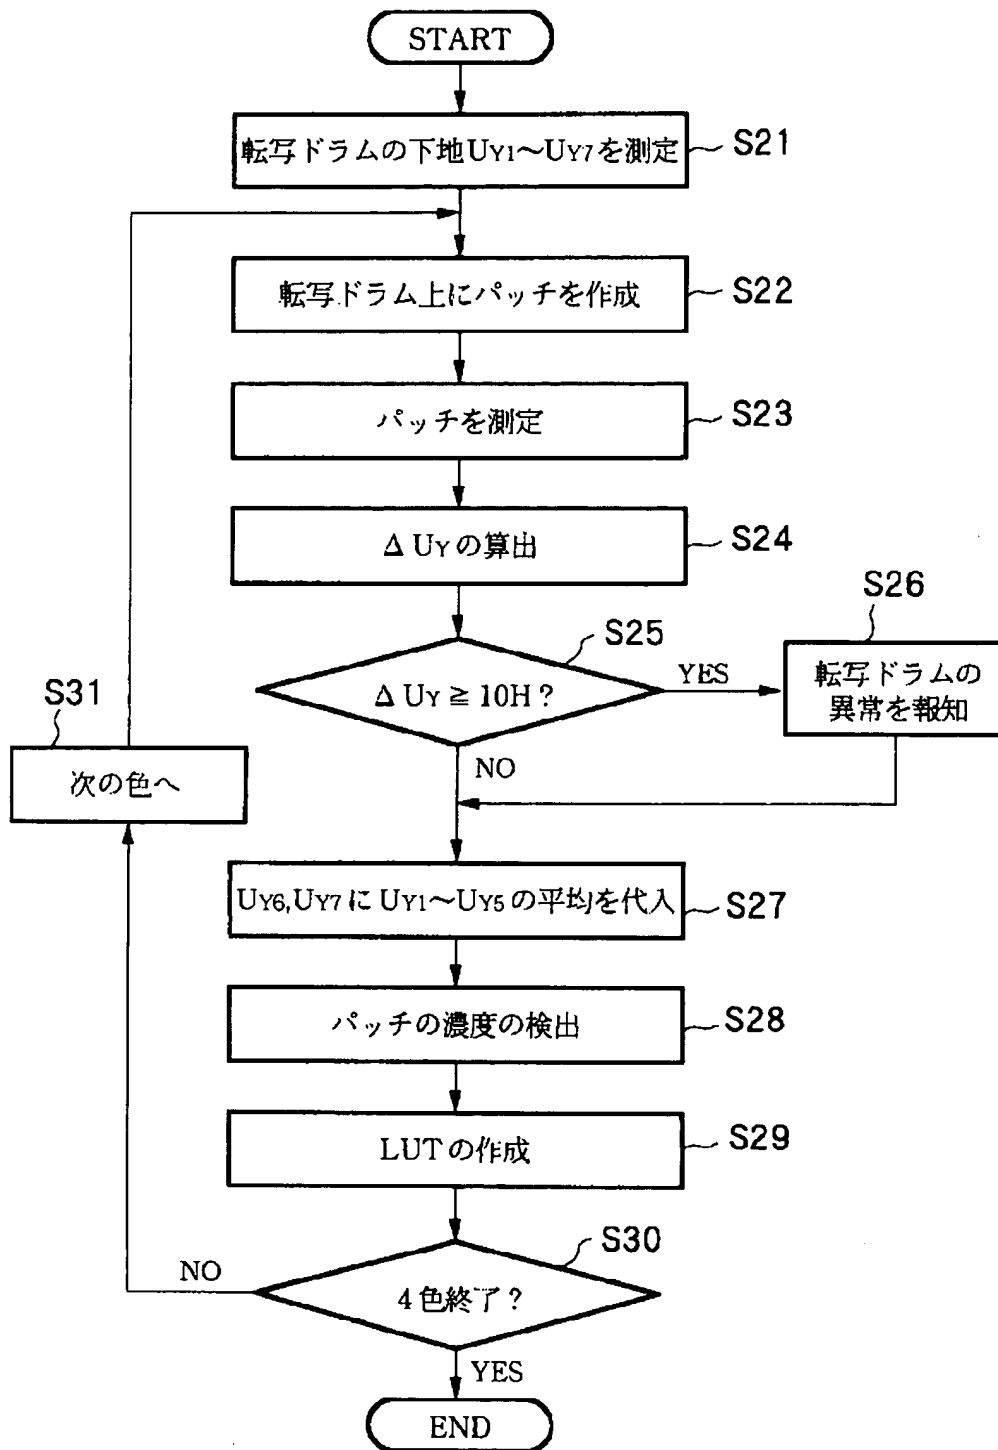 START
転写ドラムの下地UY1～UY7を測定
S21
転写ドラム上にパッチを作成
S22
パッチを測定
S23
Δ UYの算出
S24
S25
Δ UY ≧ 10H ?
YES
S26
転写ドラムの
異常を報知
NO
S31
次の色へ
UY6,UY7にUY1～UY5の平均を代入
S27
パッチの濃度の検出
S28
LUTの作成
S29
S30
4色終了?
NO
YES
END